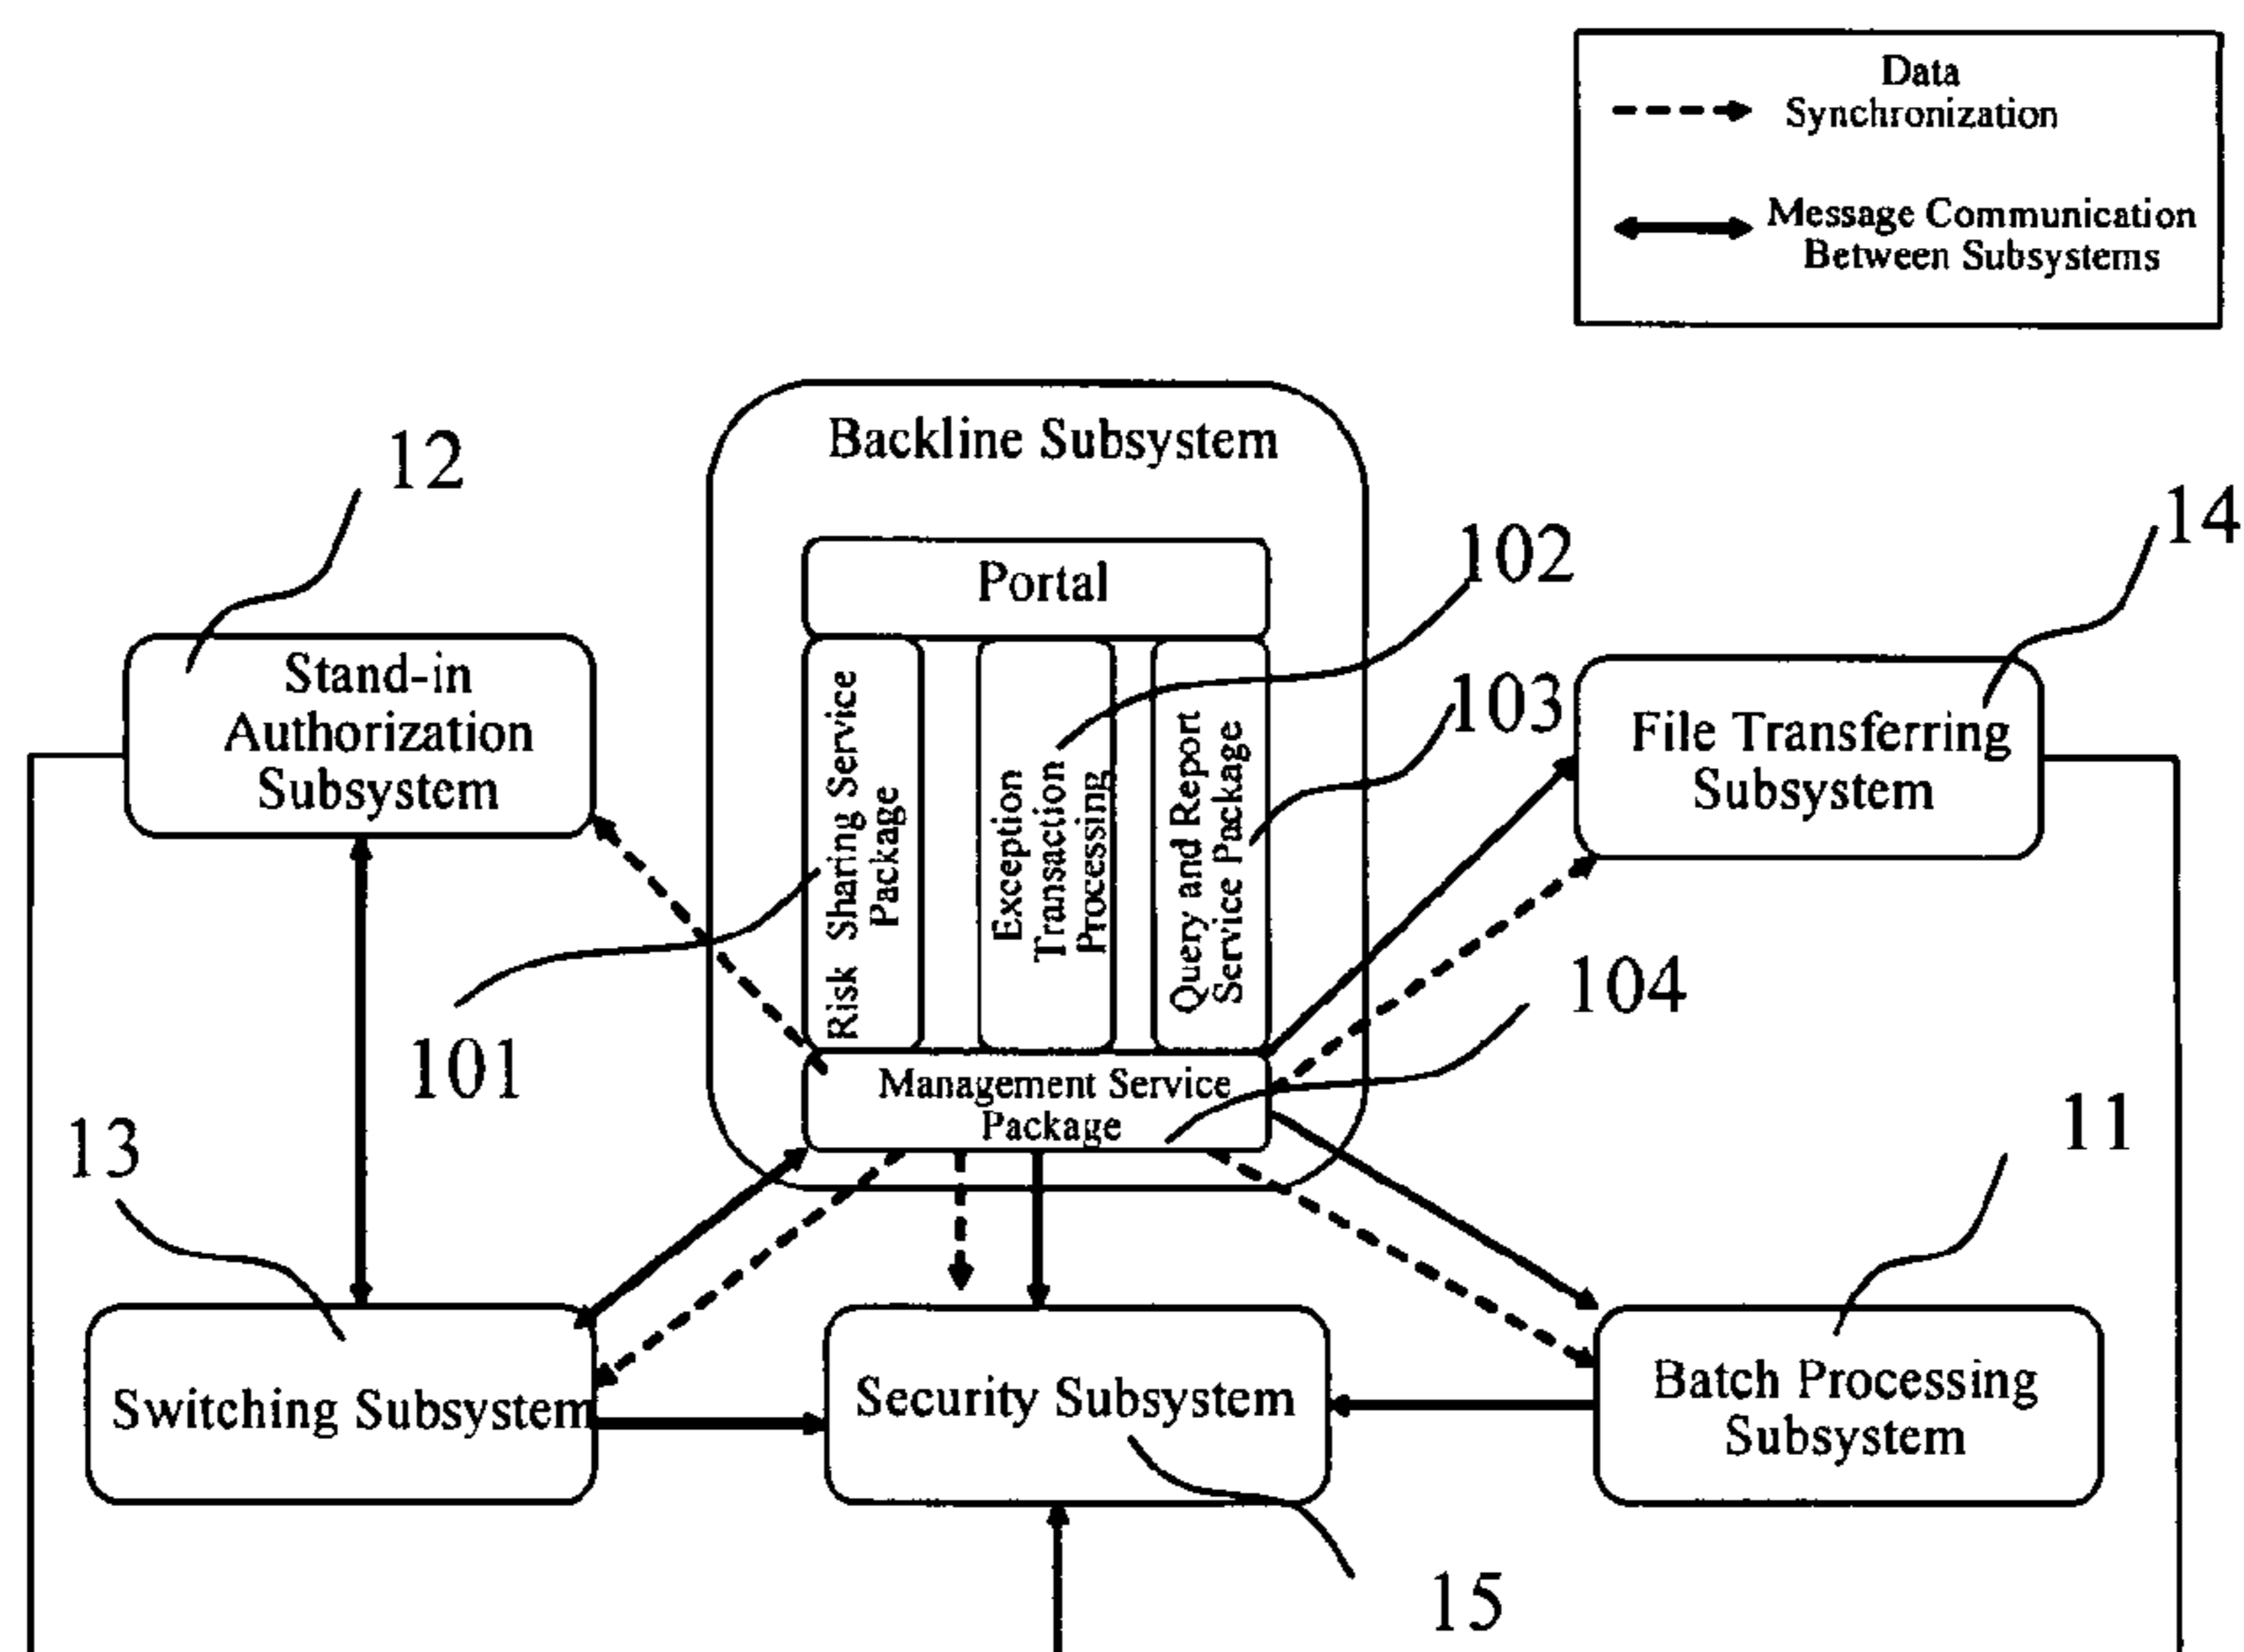 Data
Synchronization
Message Communication
Between Subsystems
Backline Subsystem
12
14
102
Portal
Stand-in
Authorization
Subsystem
103
File Transferring
Subsystem
Risk Sharing Service
Package
Exception
Transaction
Processing
Query and Report
Service Package
101
104
Management Service
Package
13
11
Switching Subsystem
Security Subsystem
Batch Processing
Subsystem
15